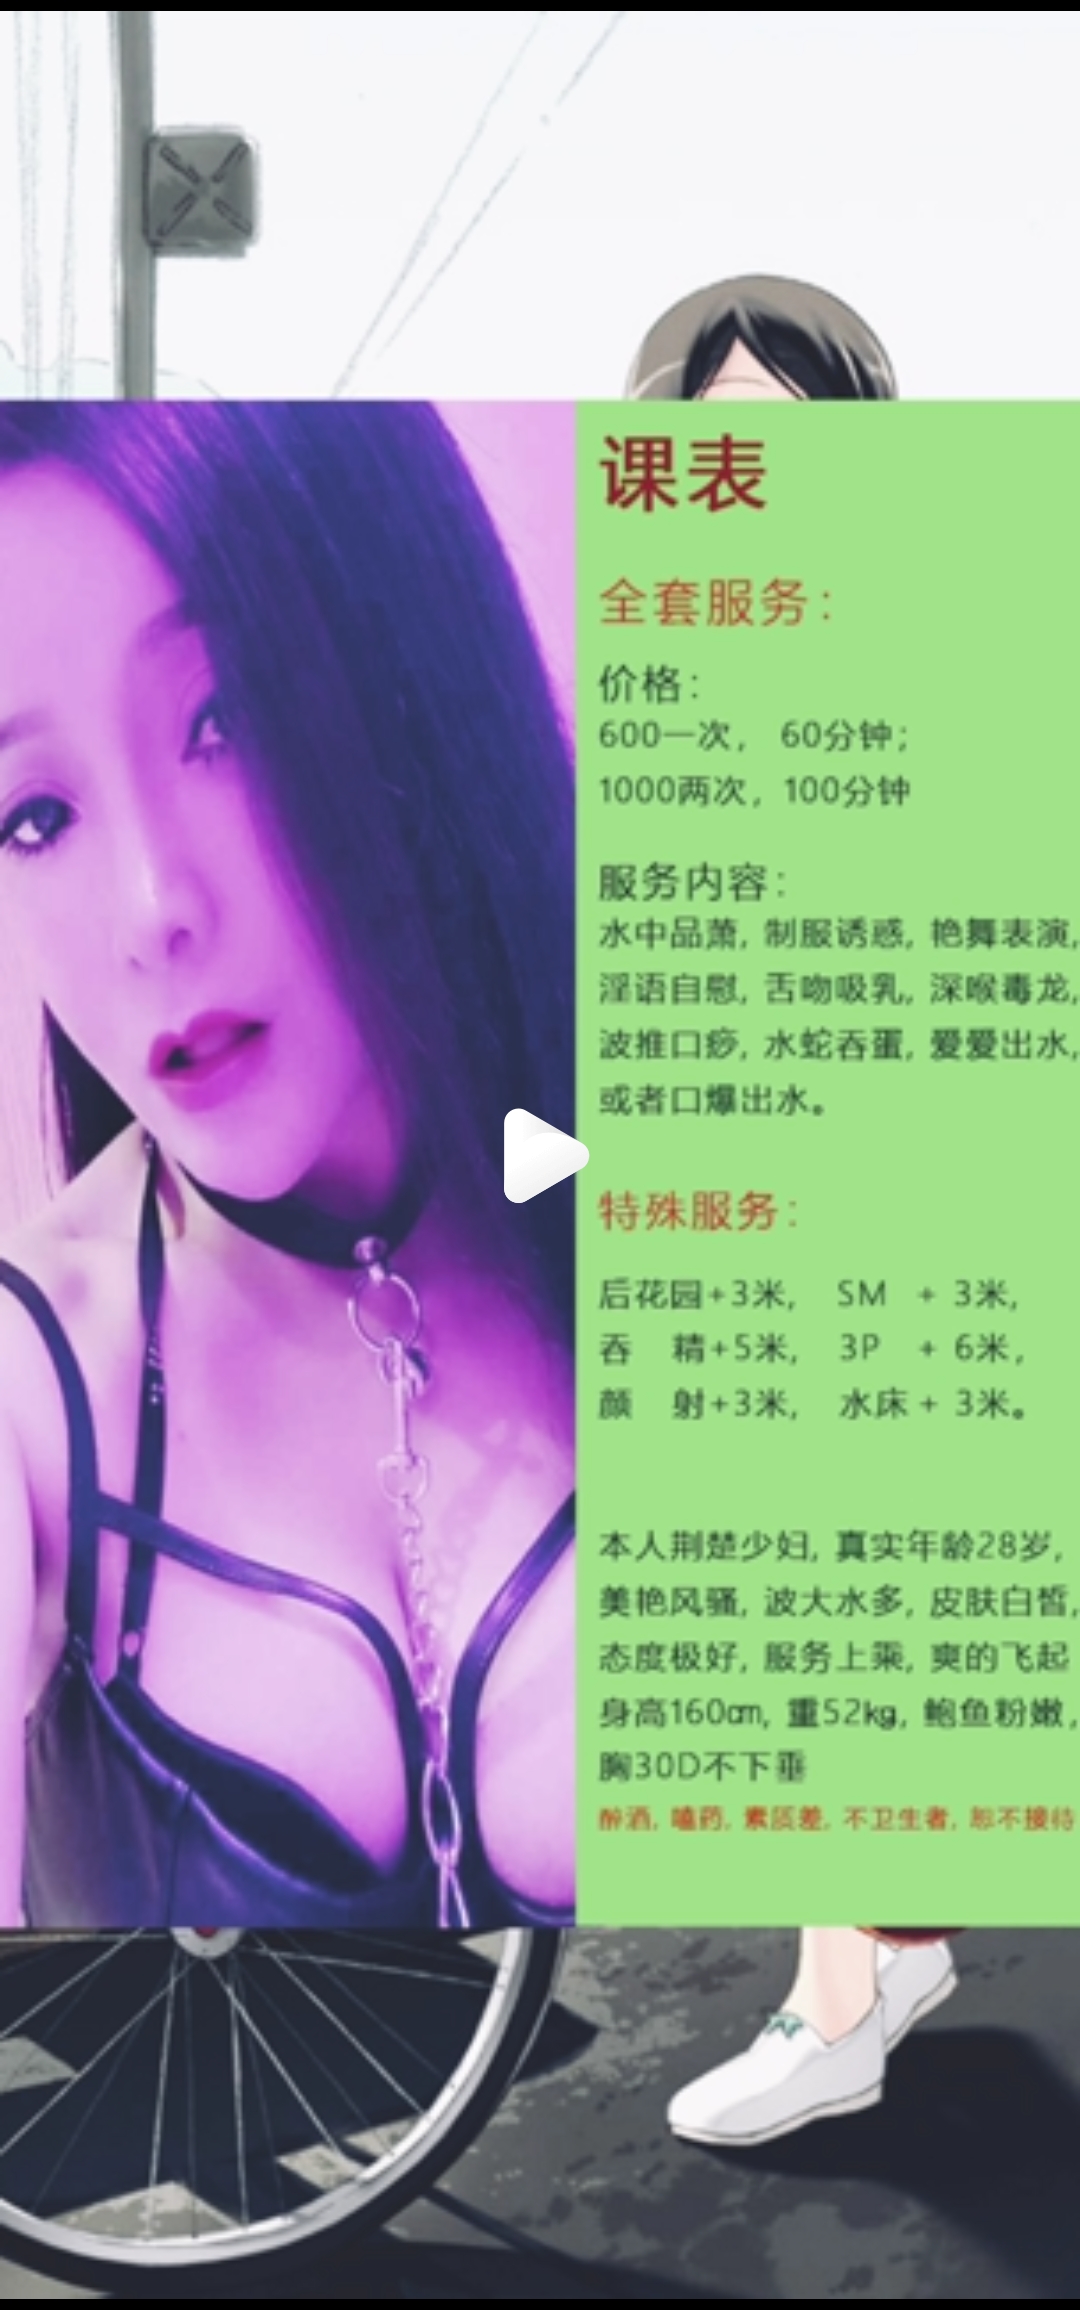 课表
全套服务：
价格：
600一次， 60分钟；
1000两次，100分钟
服务内容：
水中品萧, 制服诱惑, 艳舞表演,
淫语自慰, 舌吻吸乳, 深喉毒龙,
波推口痧, 水蛇吞蛋, 爱爱出水,
或者口爆出水。
特殊服务：
后花园+3米, SM + 3米,
吞 精+5米, 3P + 6米,
颜 射+3米, 水床 + 3米。
本人荆楚少妇, 真实年龄28岁,
美艳风骚, 波大水多, 皮肤白皙,
态度极好, 服务上乘, 爽的飞起
身高160cm, 重52kg, 鲍鱼粉嫩,
胸30D不下垂
醉酒, 嗑药, 素质差, 不卫生者, 恕不接待